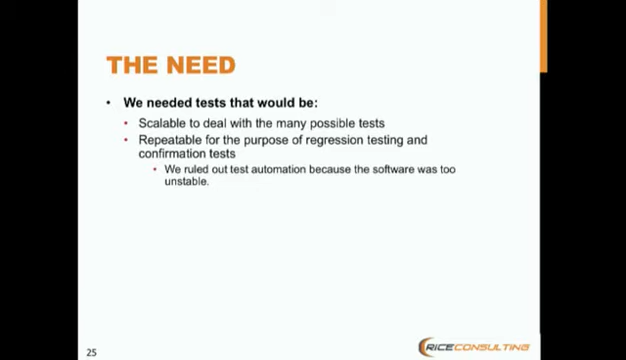 THE NEED
• We needed tests that would be:
• Scalable to deal with the many possible tests
• Repeatable for the purpose of regression testing and
confirmation tests
• We ruled out test automation because the software was too
unstable.
25
RICECONSULTING